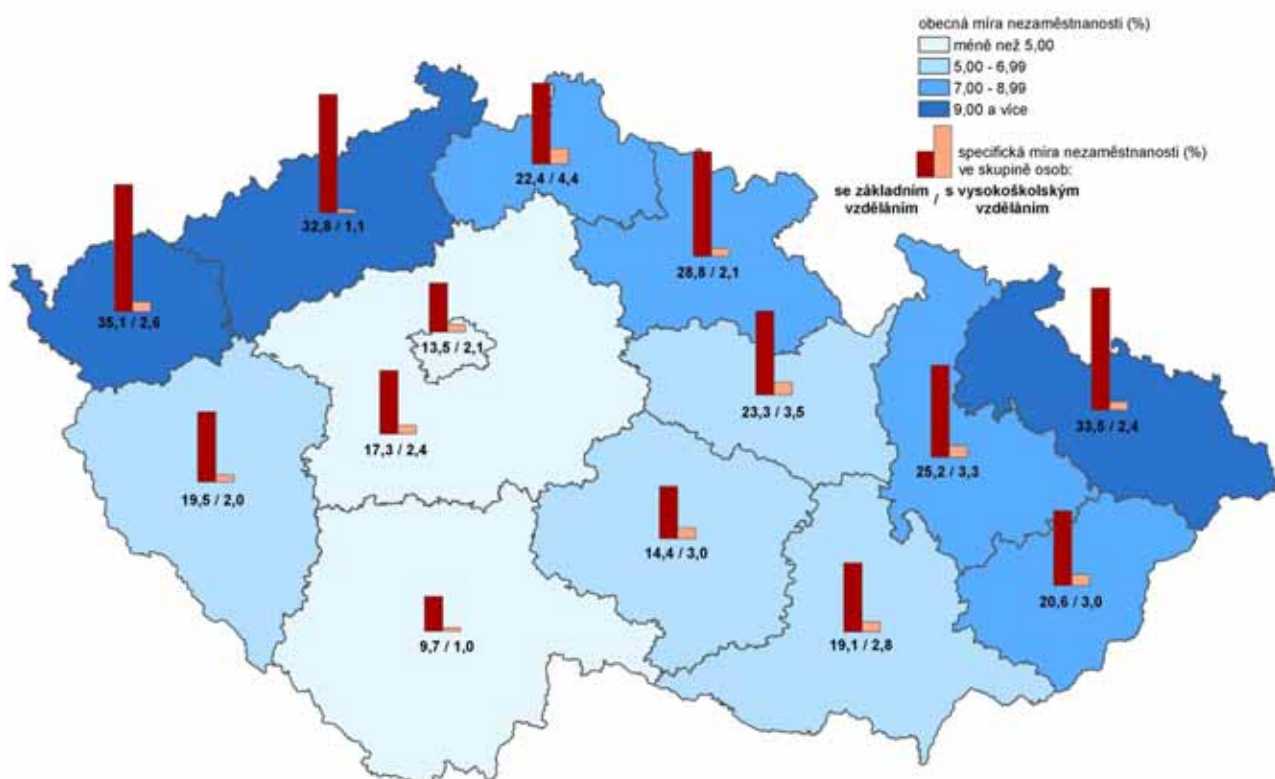 obecná míra nezaměstnanosti (%)
méně než 5,00
5,00 - 6,99
7,00 - 8,99
9,00 a více
specifická míra nezaměstnanosti (%)
ve skupině osob:
se základním / s vysokoškolským
vzděláním vzděláním
22,4 / 4,4
32,8 / 1,1
28,8 / 2,1
35,1 / 2,6
13,5 / 2,1
23,3 / 3,5
33,5 / 2,4
17,3 / 2,4
25,2 / 3,3
19,5 / 2,0
14,4 / 3,0
20,6 / 3,0
9,7 / 1,0
19,1 / 2,8